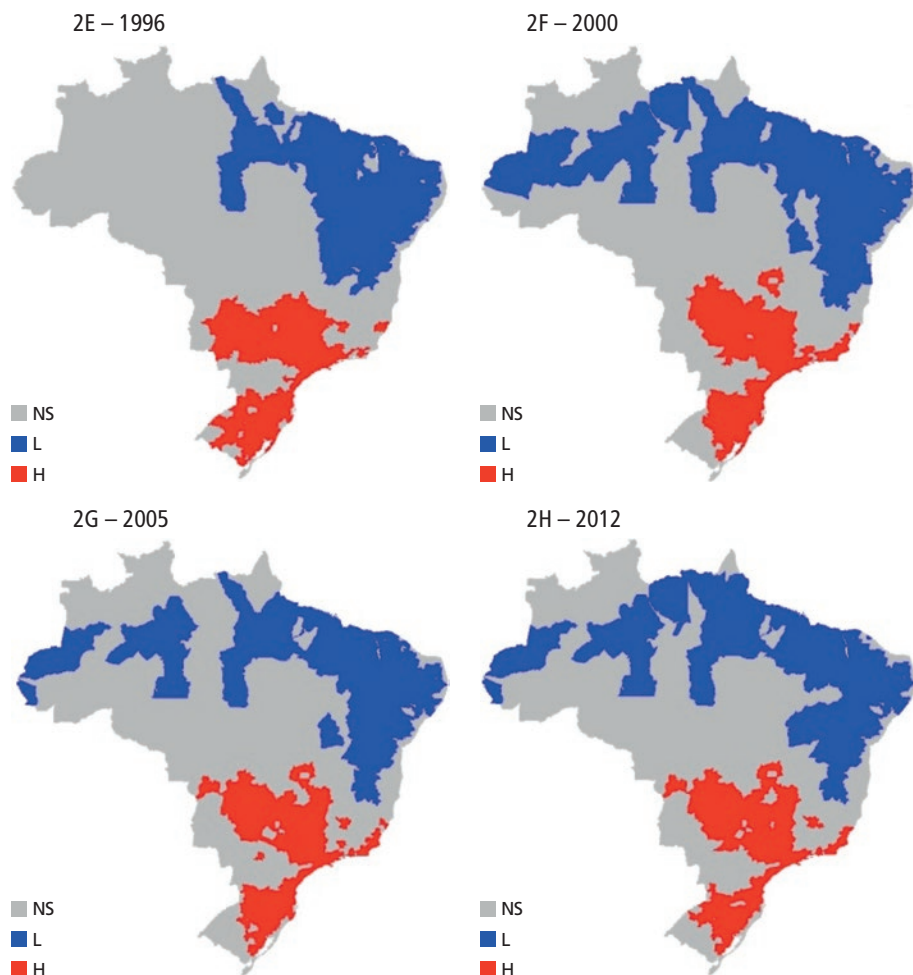 2E – 1996
2F – 2000
NS
L
H
NS
L
H
2G – 2005
2H – 2012
NS
L
H
NS
L
H